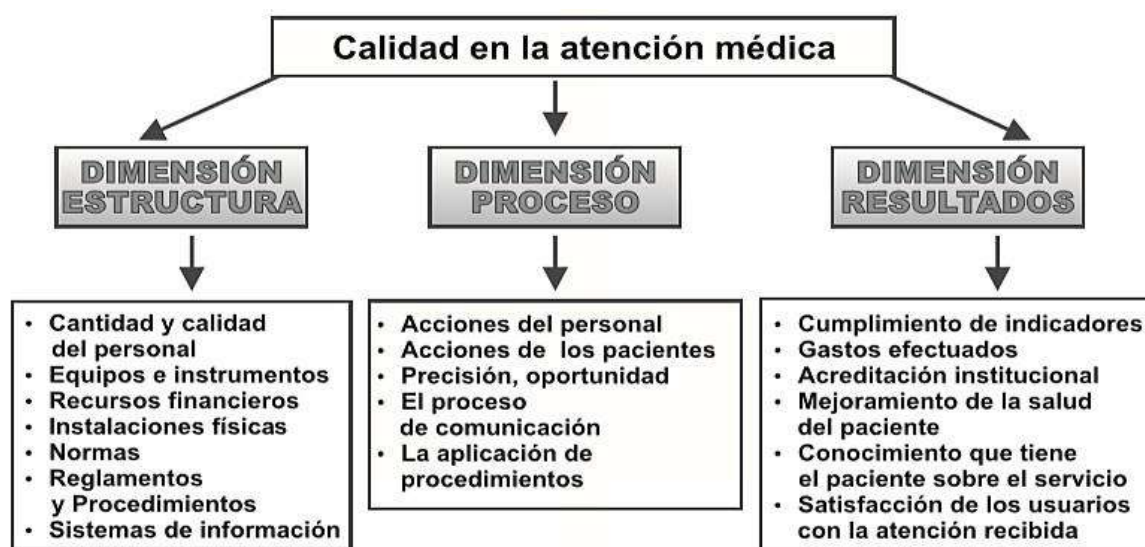 Calidad en la atención médica
DIMENSIÓN
ESTRUCTURA
DIMENSIÓN
PROCESO
DIMENSIÓN
RESULTADOS
• Cantidad y calidad
del personal
• Equipos e instrumentos
• Recursos financieros
• Instalaciones físicas
• Normas
• Reglamentos
y Procedimientos
• Sistemas de información
• Acciones del personal
• Acciones de los pacientes
• Precisión, oportunidad
• El proceso
de comunicación
• La aplicación de
procedimientos
• Cumplimiento de indicadores
• Gastos efectuados
• Acreditación institucional
• Mejoramiento de la salud
del paciente
• Conocimiento que tiene
el paciente sobre el servicio
• Satisfacción de los usuarios
con la atención recibida